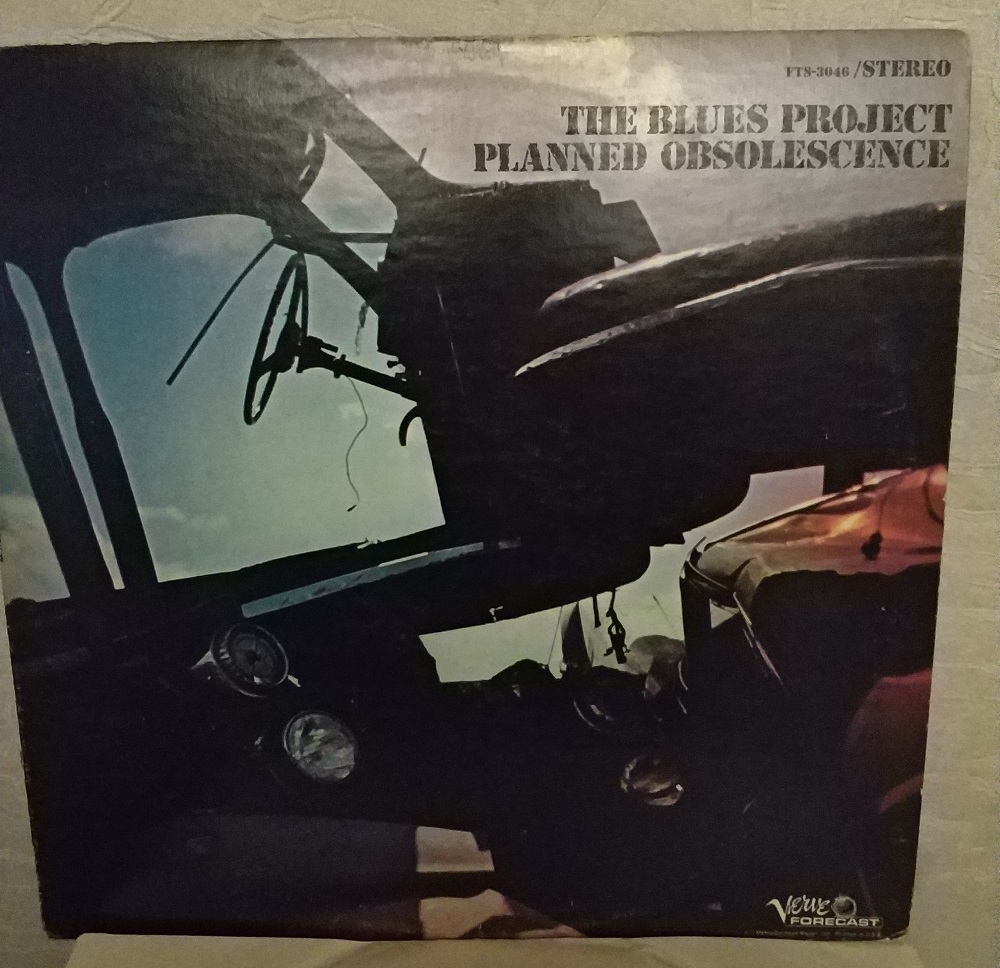 FTS-3046/STEREO
THE BLUES PROJECT
PLANNED OBSOLESCENCE
Verve
FORECAST